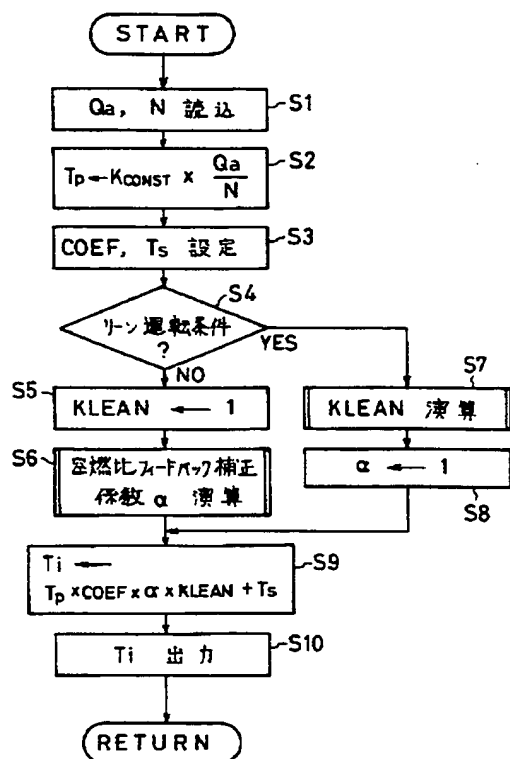 START
Qa, N 読込
S1
Tp ← KCONST × Qa/N
S2
COEF, Ts 設定
S3
S4
リーン運転条件
?
YES
NO
S5
KLEAN ← 1
S7
KLEAN 演算
S6
空燃比フィードバック補正
係数 α 演算
α ← 1
S8
Ti ←
Tp × COEF × α × KLEAN + Ts
S9
Ti 出力
S10
RETURN